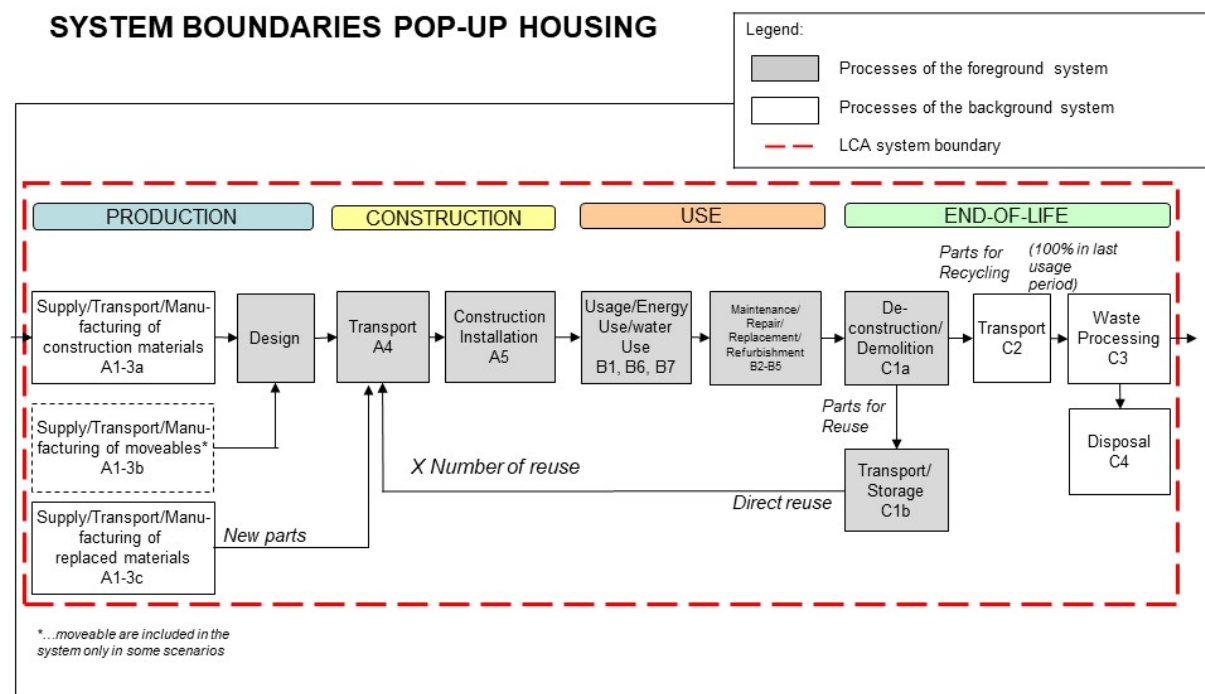 SYSTEM BOUNDARIES POP-UP HOUSING
Legend:
Processes of the foreground system
Processes of the background system
LCA system boundary
PRODUCTION
CONSTRUCTION
USE
END-OF-LIFE
Parts for
Recycling
(100% in last
usage
period)
Supply/Transport/Manu-
facturing of
construction materials
A1-3a
Design
Transport
A4
Construction
Installation
A5
Usage/Energy
Use/water
Use
B1, B6, B7
Maintenance/
Repair/
Replacement/
Refurbishment
B2-B5
De-
construction/
Demolition
C1a
Transport
C2
Waste
Processing
C3
Supply/Transport/Manu-
facturing of moveables*
A1-3b
Parts for
Reuse
Disposal
C4
X Number of reuse
Transport/
Storage
C1b
Direct reuse
Supply/Transport/Manu-
facturing of
replaced materials
A1-3c
New parts
*...moveable are included in the
system only in some scenarios